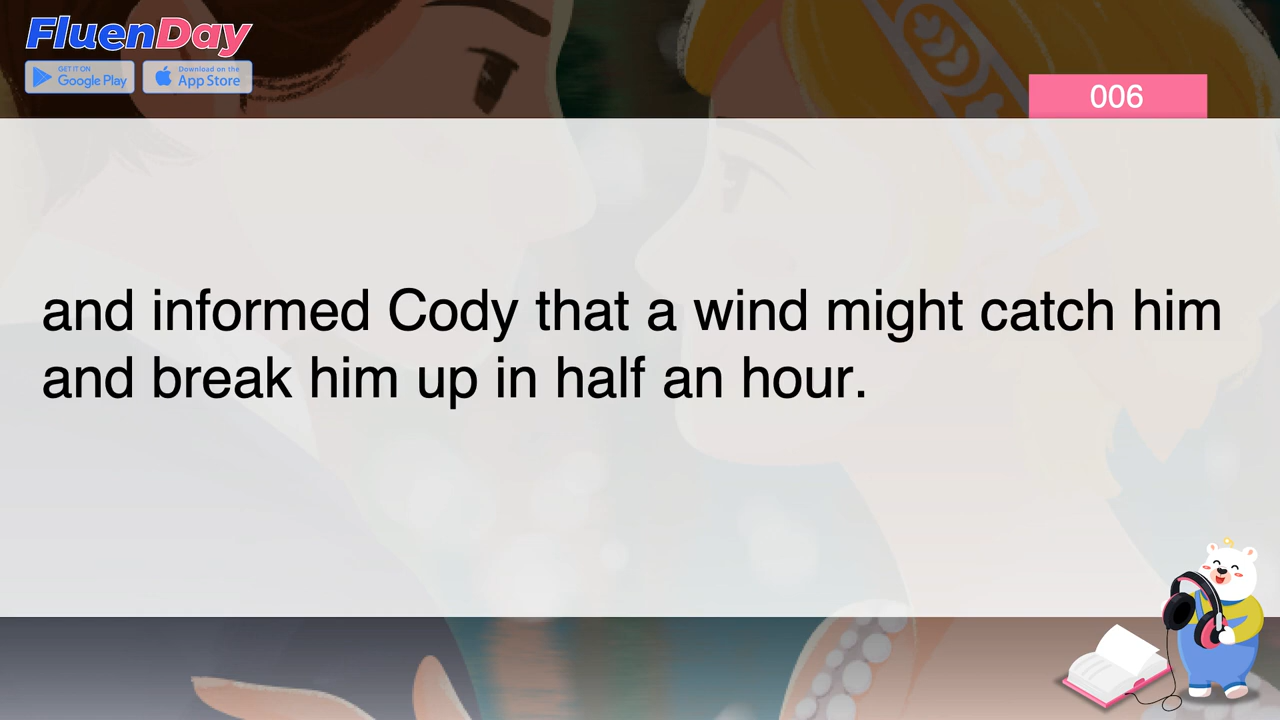 FluenDay
GET IT ON
Google Play
Download on the
App Store
006
and informed Cody that a wind might catch him
and break him up in half an hour.